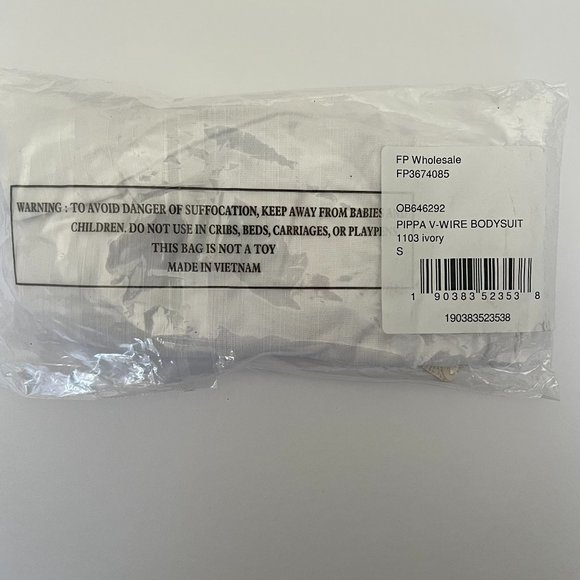 WARNING : TO AVOID DANGER OF SUFFOCATION, KEEP AWAY FROM BABIES
CHILDREN. DO NOT USE IN CRIBS, BEDS, CARRIAGES, OR
THIS BAG IS NOT A TOY
MADE IN VIETNAM
FP Wholesale
FP3674085
OB646292
PIPPA V-WIRE BODYSUIT
1103 ivory
S
1 90383 52353 8
190383523538